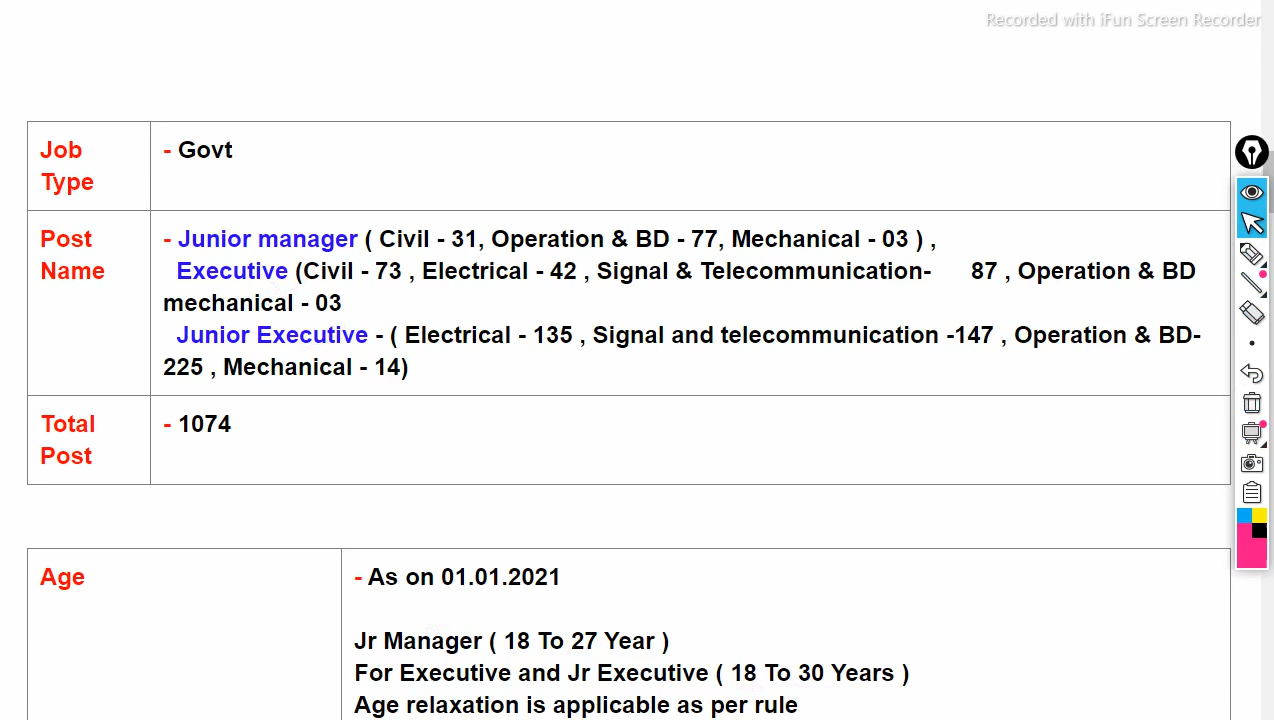 Recorded with iFun Screen Recorder
Job
Type
- Govt
Post
Name
- Junior manager ( Civil - 31, Operation & BD - 77, Mechanical - 03 ) ,
Executive (Civil - 73 , Electrical - 42 , Signal & Telecommunication- 87 , Operation & BD
mechanical - 03
Junior Executive - ( Electrical - 135 , Signal and telecommunication -147 , Operation & BD-
225 , Mechanical - 14)
Total
Post
- 1074
Age
- As on 01.01.2021
Jr Manager ( 18 To 27 Year )
For Executive and Jr Executive ( 18 To 30 Years )
Age relaxation is applicable as per rule